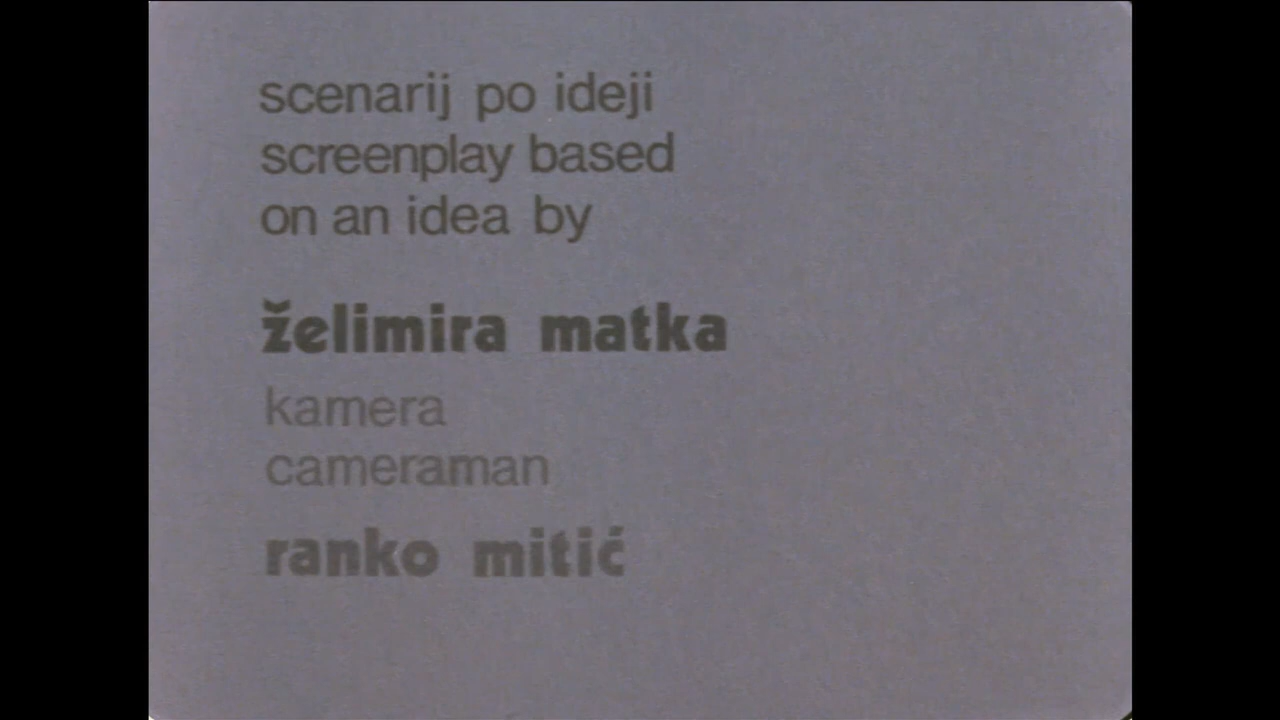 scenarij po ideji
screenplay based
on an idea by
želimira matka
kamera
cameraman
ranko mitić